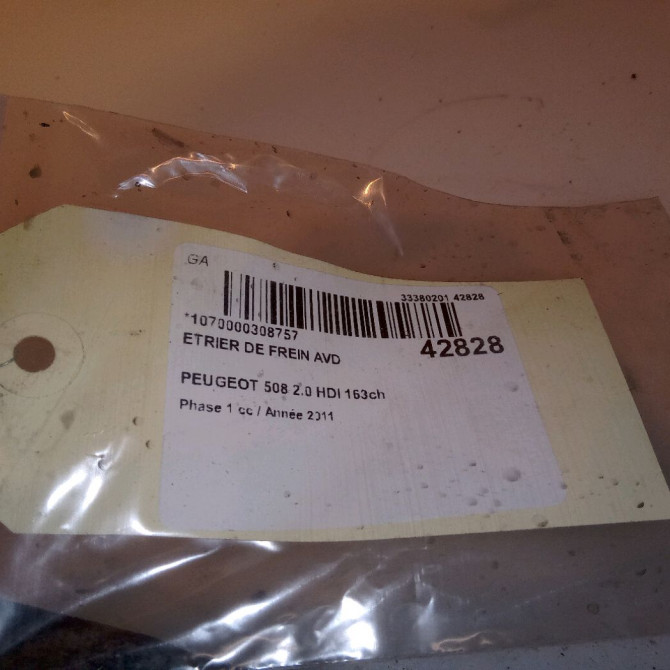 GA
33380201 42828
*1070000308757
42828
ETRIER DE FREIN AVD
PEUGEOT 508 2.0 HDI 163ch
Phase 1 cc / Année 2011